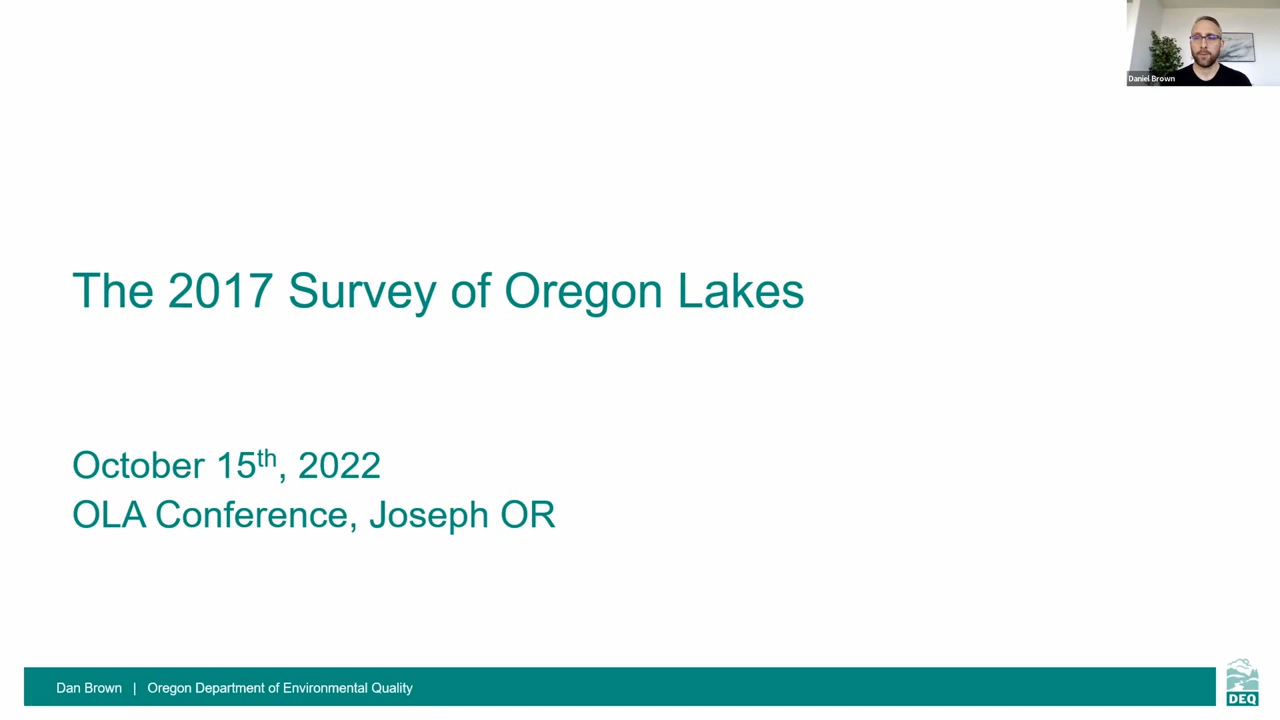 Daniel Brown
The 2017 Survey of Oregon Lakes
October 15th, 2022
OLA Conference, Joseph OR
Dan Brown | Oregon Department of Environmental Quality
DEQ